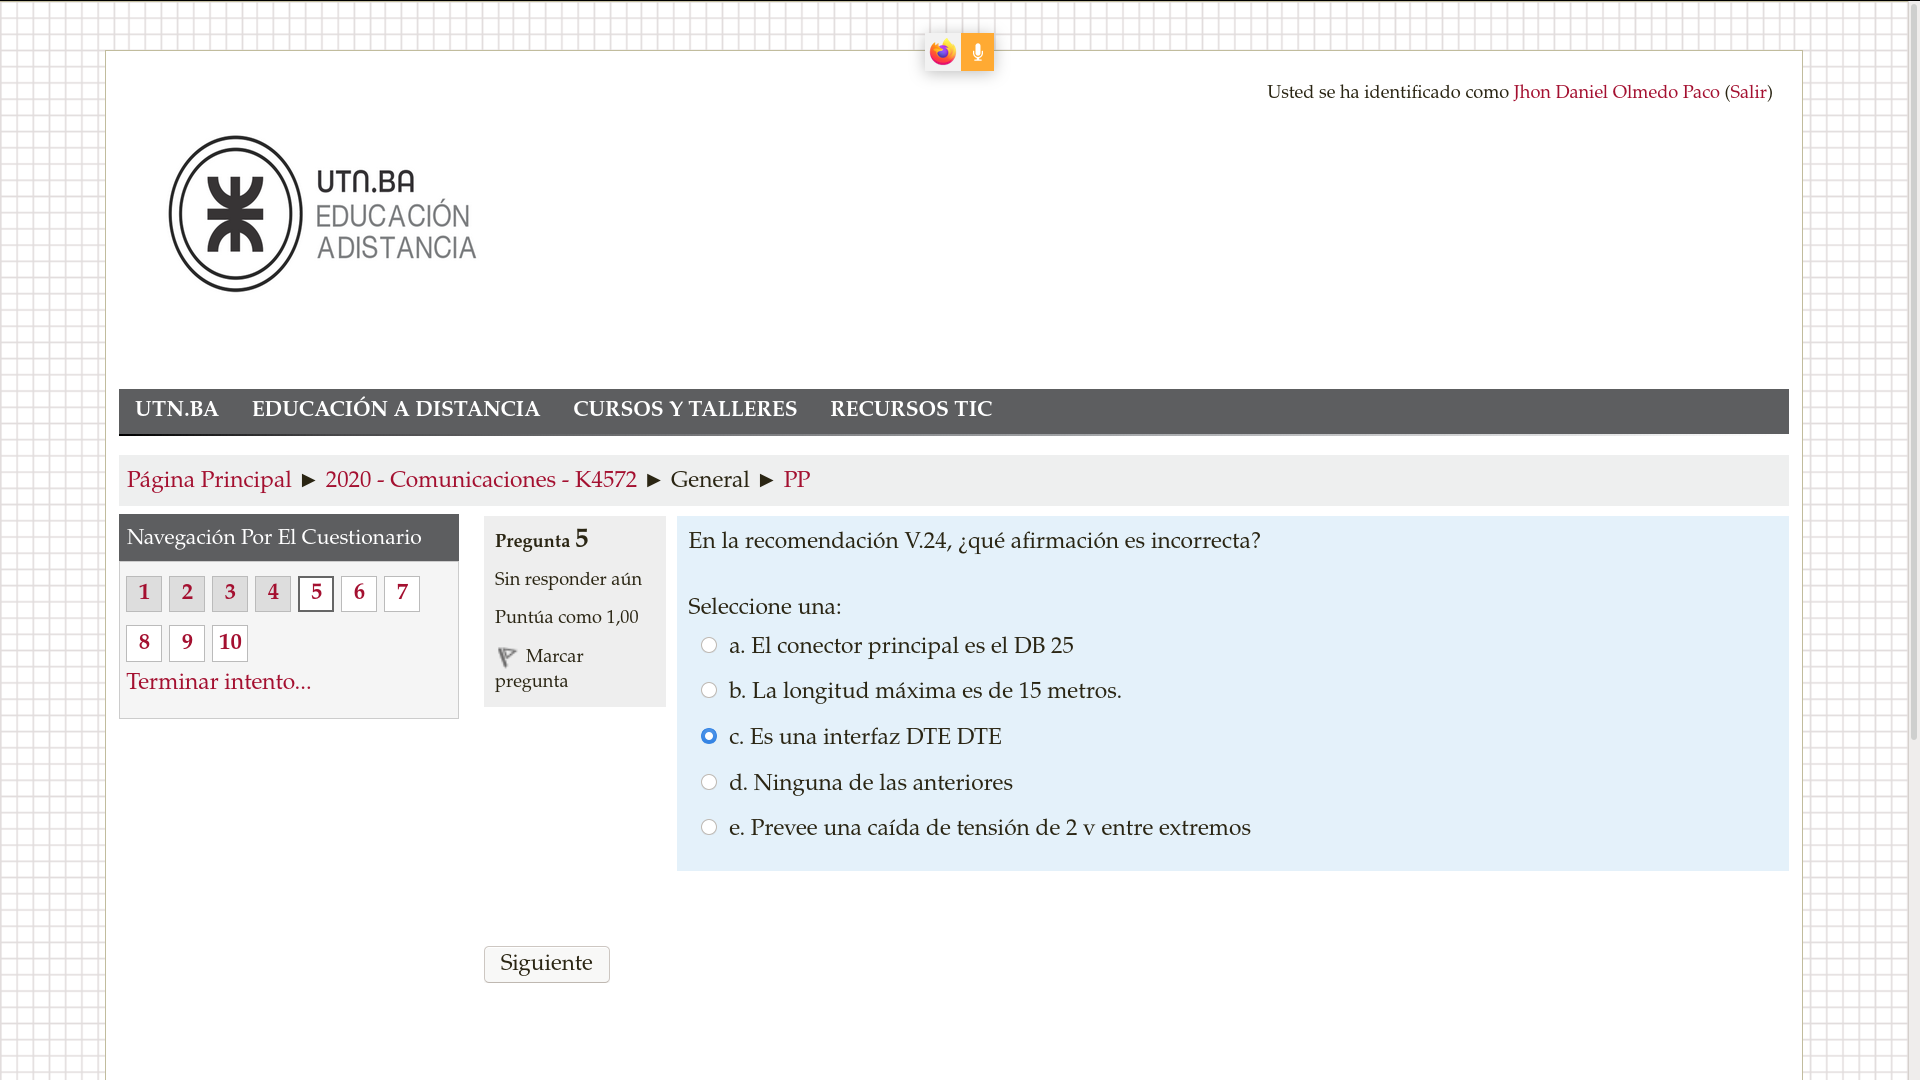 Usted se ha identificado como Jhon Daniel Olmedo Paco (Salir)
UTN.BA
EDUCACIÓN
A DISTANCIA
UTN.BA EDUCACIÓN A DISTANCIA CURSOS Y TALLERES RECURSOS TIC
Página Principal ► 2020 - Comunicaciones - K4572 ► General ► PP
Navegación Por El Cuestionario
1 2 3 4 5 6 7
8 9 10
Terminar intento...
Pregunta 5
Sin responder aún
Puntúa como 1,00
Marcar
pregunta
En la recomendación V.24, ¿qué afirmación es incorrecta?
Seleccione una:
a. El conector principal es el DB 25
b. La longitud máxima es de 15 metros.
c. Es una interfaz DTE DTE
d. Ninguna de las anteriores
e. Prevee una caída de tensión de 2 v entre extremos
Siguiente